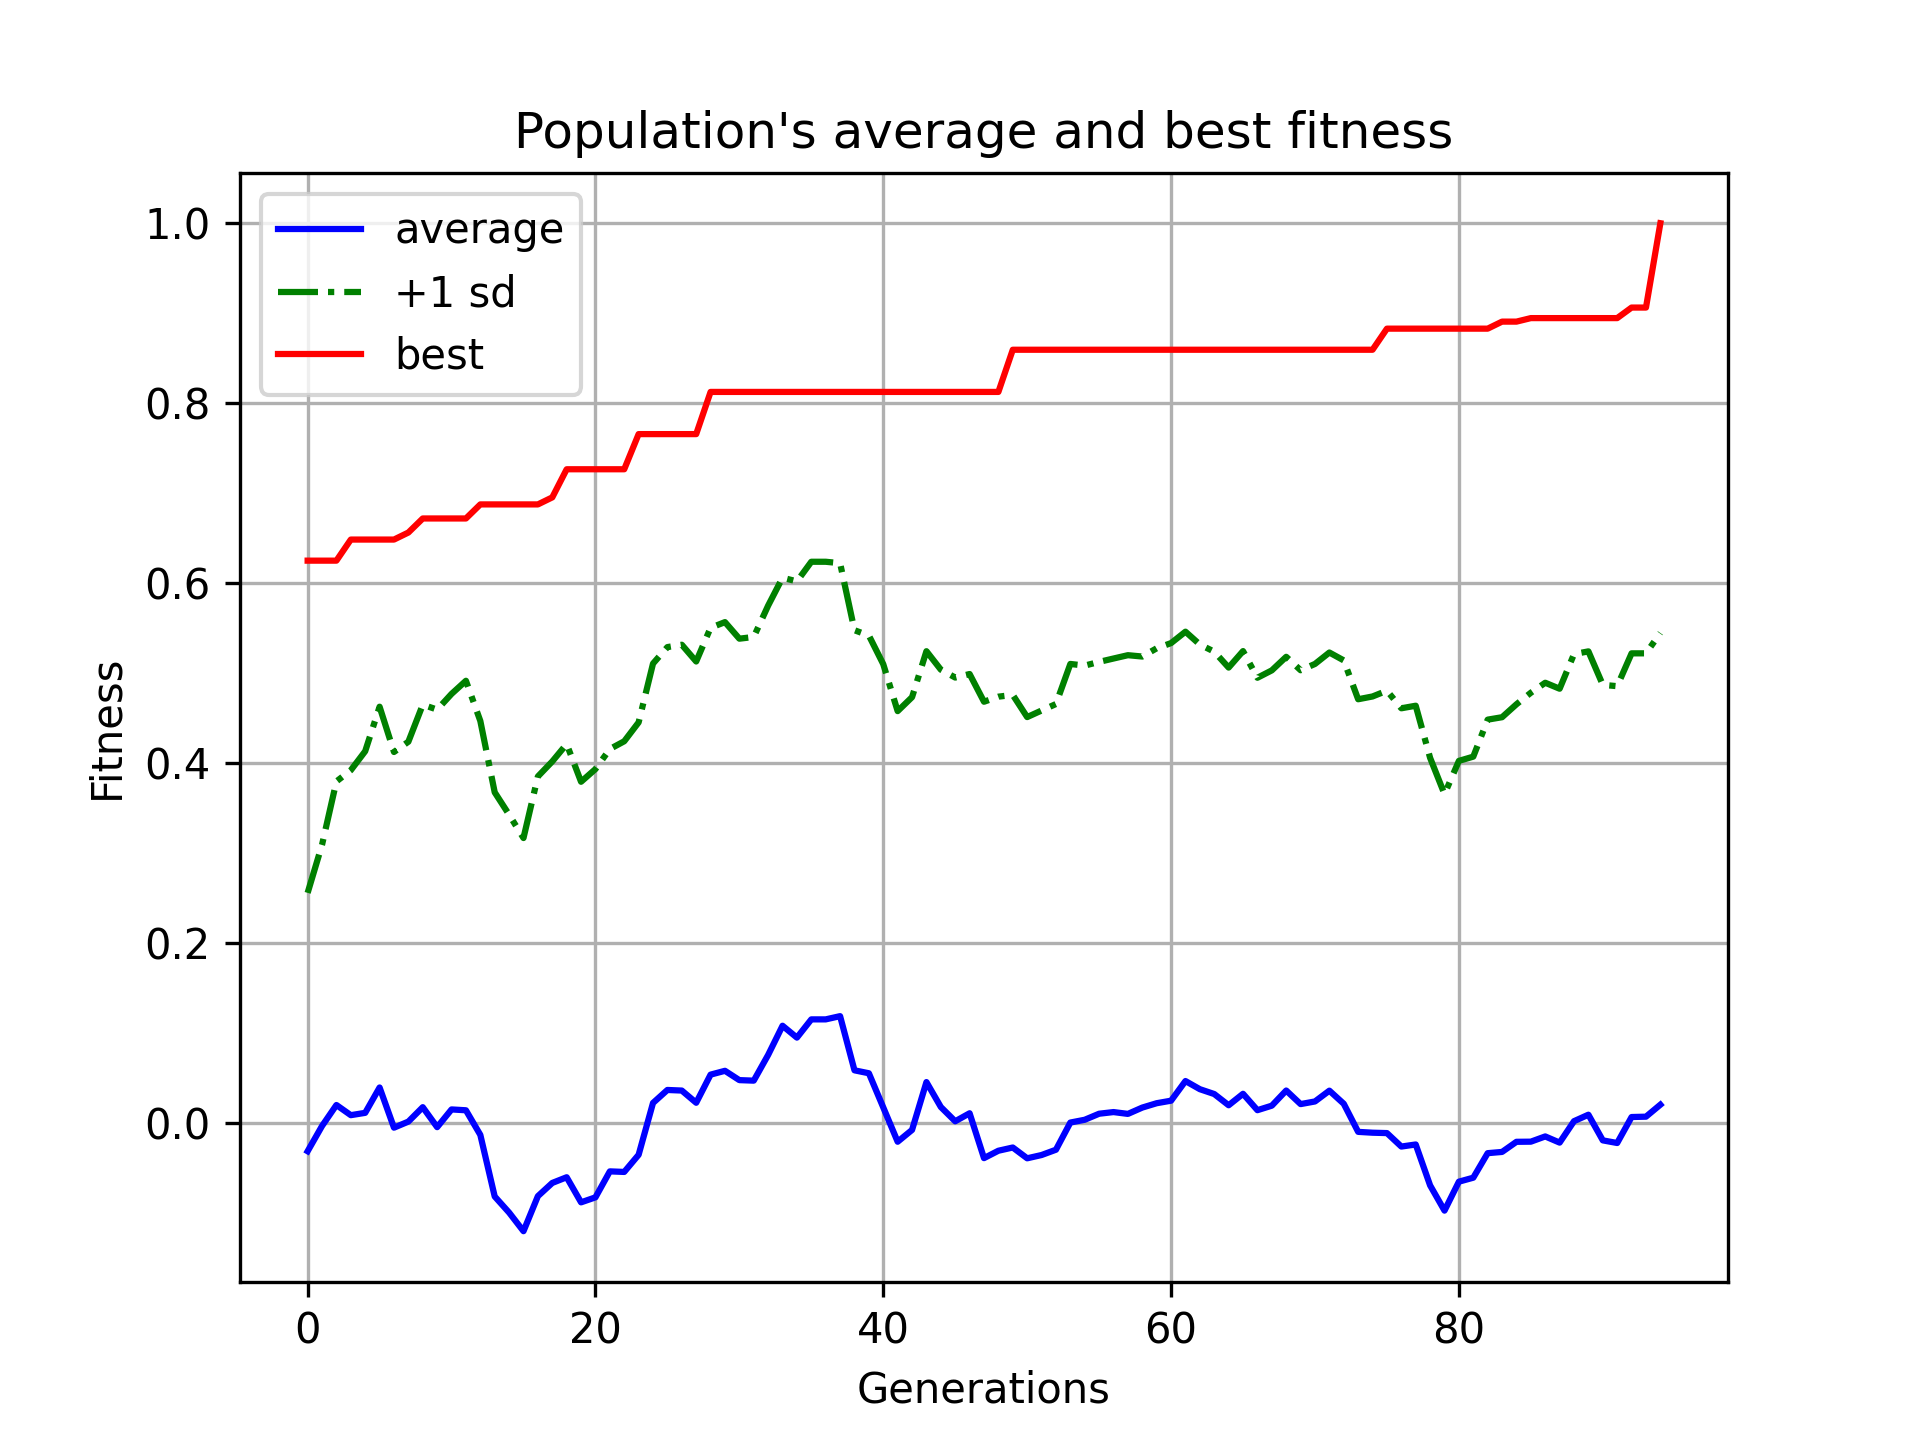 Population's average and best fitness
average
+1 sd
best
1.0
0.8
0.6
0.4
0.2
0.0
Fitness
0 20 40 60 80
Generations